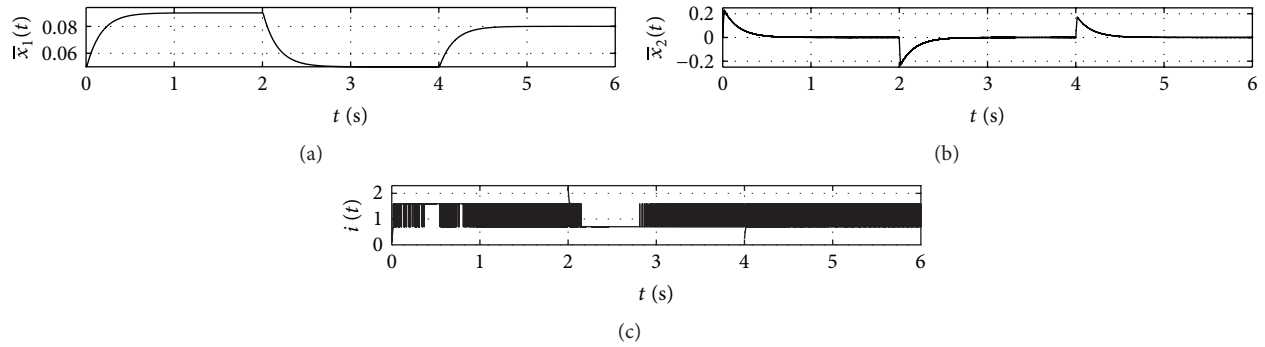 x̅₁(t)
0.08
0.06
0 1 2 3 4 5 6
t (s)
(a)
x̅₂(t)
0.2
0
−0.2
0 1 2 3 4 5 6
t (s)
(b)
i (t)
2
1
0
0 1 2 3 4 5 6
t (s)
(c)